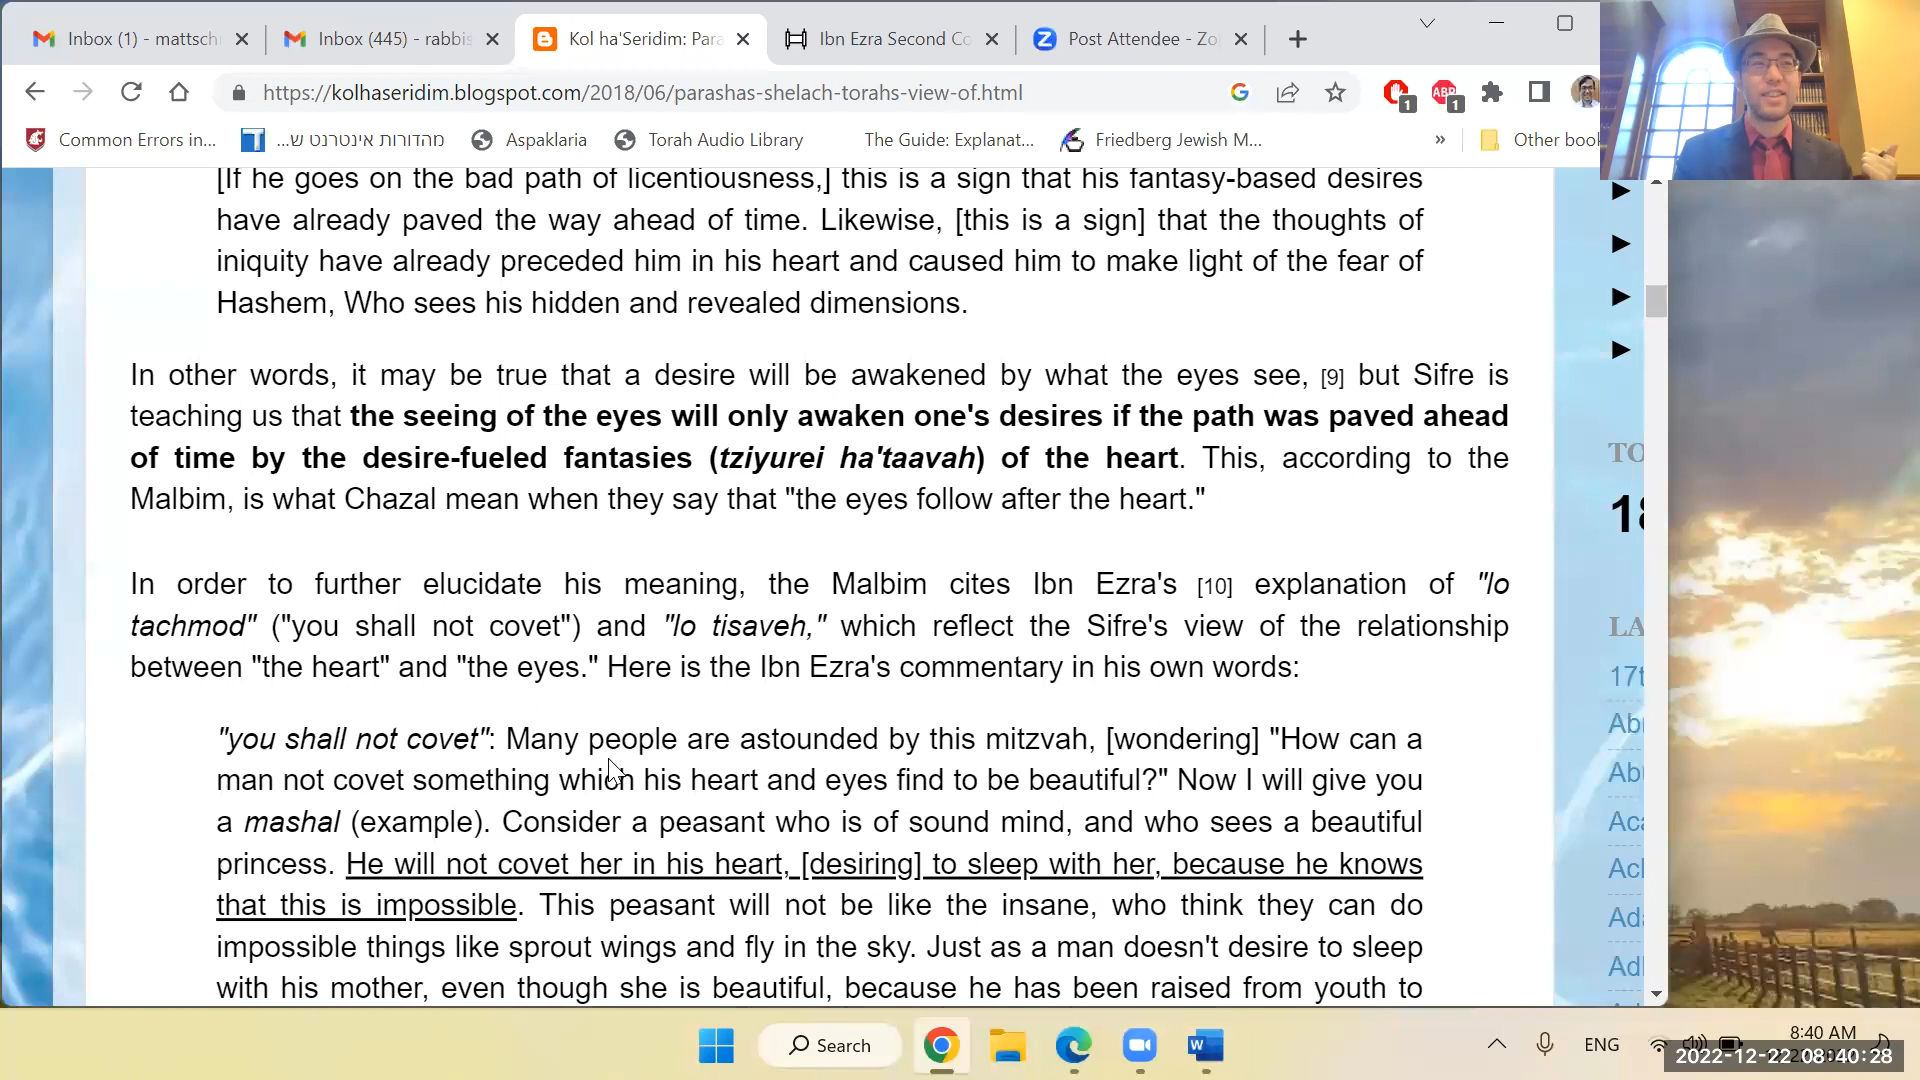 Inbox (1) - mattsch
Inbox (445) - rabbis
Kol ha'Seridim: Para
Ibn Ezra Second Co
Post Attendee - Zo
https://kolhaseridim.blogspot.com/2018/06/parashas-shelach-torahs-view-of.html
1
ABP
1
Common Errors in...
מהדורות אינטרנט ש...
Aspaklaria
Torah Audio Library
The Guide: Explanat...
Friedberg Jewish M...
»
Other boo
[If he goes on the bad path of licentiousness,] this is a sign that his fantasy-based desires
have already paved the way ahead of time. Likewise, [this is a sign] that the thoughts of
iniquity have already preceded him in his heart and caused him to make light of the fear of
Hashem, Who sees his hidden and revealed dimensions.
In other words, it may be true that a desire will be awakened by what the eyes see, [9] but Sifre is
teaching us that the seeing of the eyes will only awaken one's desires if the path was paved ahead
of time by the desire-fueled fantasies (tziyurei ha'taavah) of the heart. This, according to the
Malbim, is what Chazal mean when they say that "the eyes follow after the heart."
In order to further elucidate his meaning, the Malbim cites Ibn Ezra's [10] explanation of "lo
tachmod" ("you shall not covet") and "lo tisaveh," which reflect the Sifre's view of the relationship
between "the heart" and "the eyes." Here is the Ibn Ezra's commentary in his own words:
"you shall not covet": Many people are astounded by this mitzvah, [wondering] "How can a
man not covet something which his heart and eyes find to be beautiful?" Now I will give you
a mashal (example). Consider a peasant who is of sound mind, and who sees a beautiful
princess. He will not covet her in his heart, [desiring] to sleep with her, because he knows
that this is impossible. This peasant will not be like the insane, who think they can do
impossible things like sprout wings and fly in the sky. Just as a man doesn't desire to sleep
with his mother, even though she is beautiful, because he has been raised from youth to
TO
18
LA
17t
Ab
Ab
Aca
Ach
Ada
Adl
Search
W
ENG
8:40 AM
2022-12-22 08:40:28